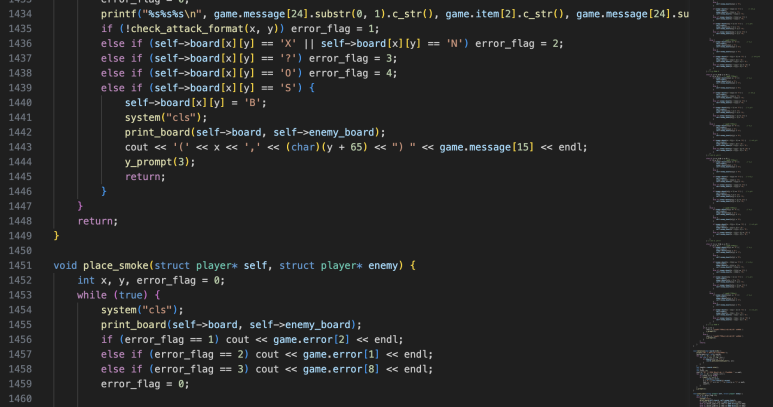 1434 printf("%s%s%s\n", game.message[24].substr(0, 1).c_str(), game.item[2].c_str(), game.message[24].su
1435 if (!check_attack_format(x, y)) error_flag = 1;
1436 else if (self->board[x][y] == 'X' || self->board[x][y] == 'N') error_flag = 2;
1437 else if (self->board[x][y] == '?') error_flag = 3;
1438 else if (self->board[x][y] == 'O') error_flag = 4;
1439 else if (self->board[x][y] == 'S') {
1440 self->board[x][y] = 'B';
1441 system("cls");
1442 print_board(self->board, self->enemy_board);
1443 cout << '(' << x << ',' << (char)(y + 65) << ") " << game.message[15] << endl;
1444 y_prompt(3);
1445 return;
1446 }
1447 }
1448 return;
1449 }
1450
1451 void place_smoke(struct player* self, struct player* enemy) {
1452 int x, y, error_flag = 0;
1453 while (true) {
1454 system("cls");
1455 print_board(self->board, self->enemy_board);
1456 if (error_flag == 1) cout << game.error[2] << endl;
1457 else if (error_flag == 2) cout << game.error[1] << endl;
1458 else if (error_flag == 3) cout << game.error[8] << endl;
1459 error_flag = 0;
1460